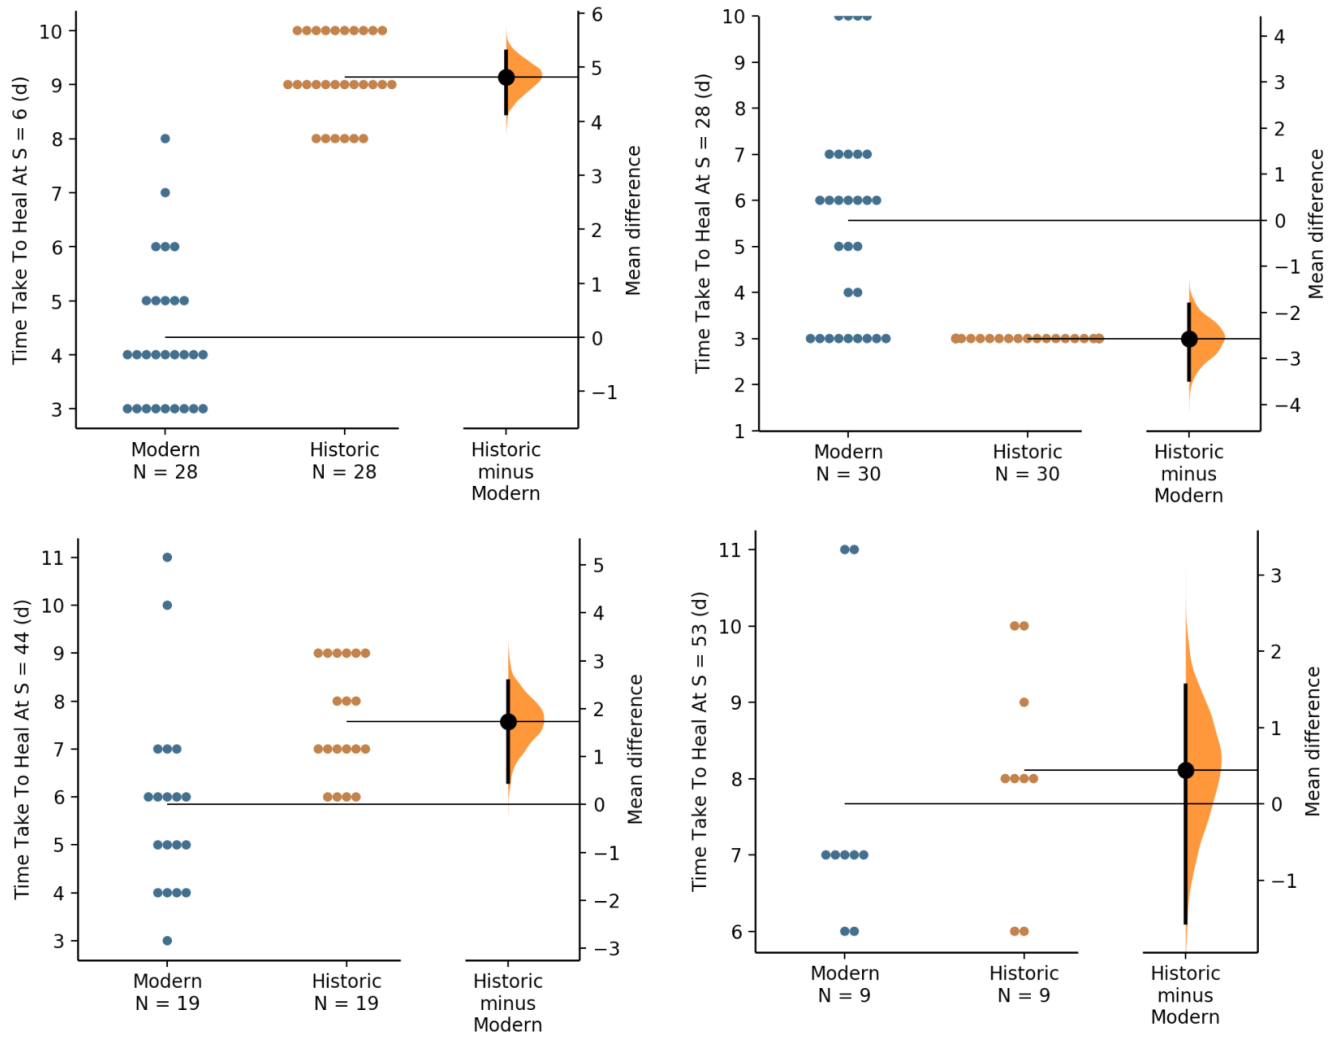 Time Take To Heal At S = 6 (d)
10
9
8
7
6
5
4
3
6
5
4
3
2
1
0
−1
Mean difference
Modern
N = 28
Historic
N = 28
Historic
minus
Modern
Time Take To Heal At S = 28 (d)
10
9
8
7
6
5
4
3
2
1
4
3
2
1
0
−1
−2
−3
−4
Mean difference
Modern
N = 30
Historic
N = 30
Historic
minus
Modern
Time Take To Heal At S = 44 (d)
11
10
9
8
7
6
5
4
3
5
4
3
2
1
0
−1
−2
−3
Mean difference
Modern
N = 19
Historic
N = 19
Historic
minus
Modern
Time Take To Heal At S = 53 (d)
11
10
9
8
7
6
3
2
1
0
−1
Mean difference
Modern
N = 9
Historic
N = 9
Historic
minus
Modern